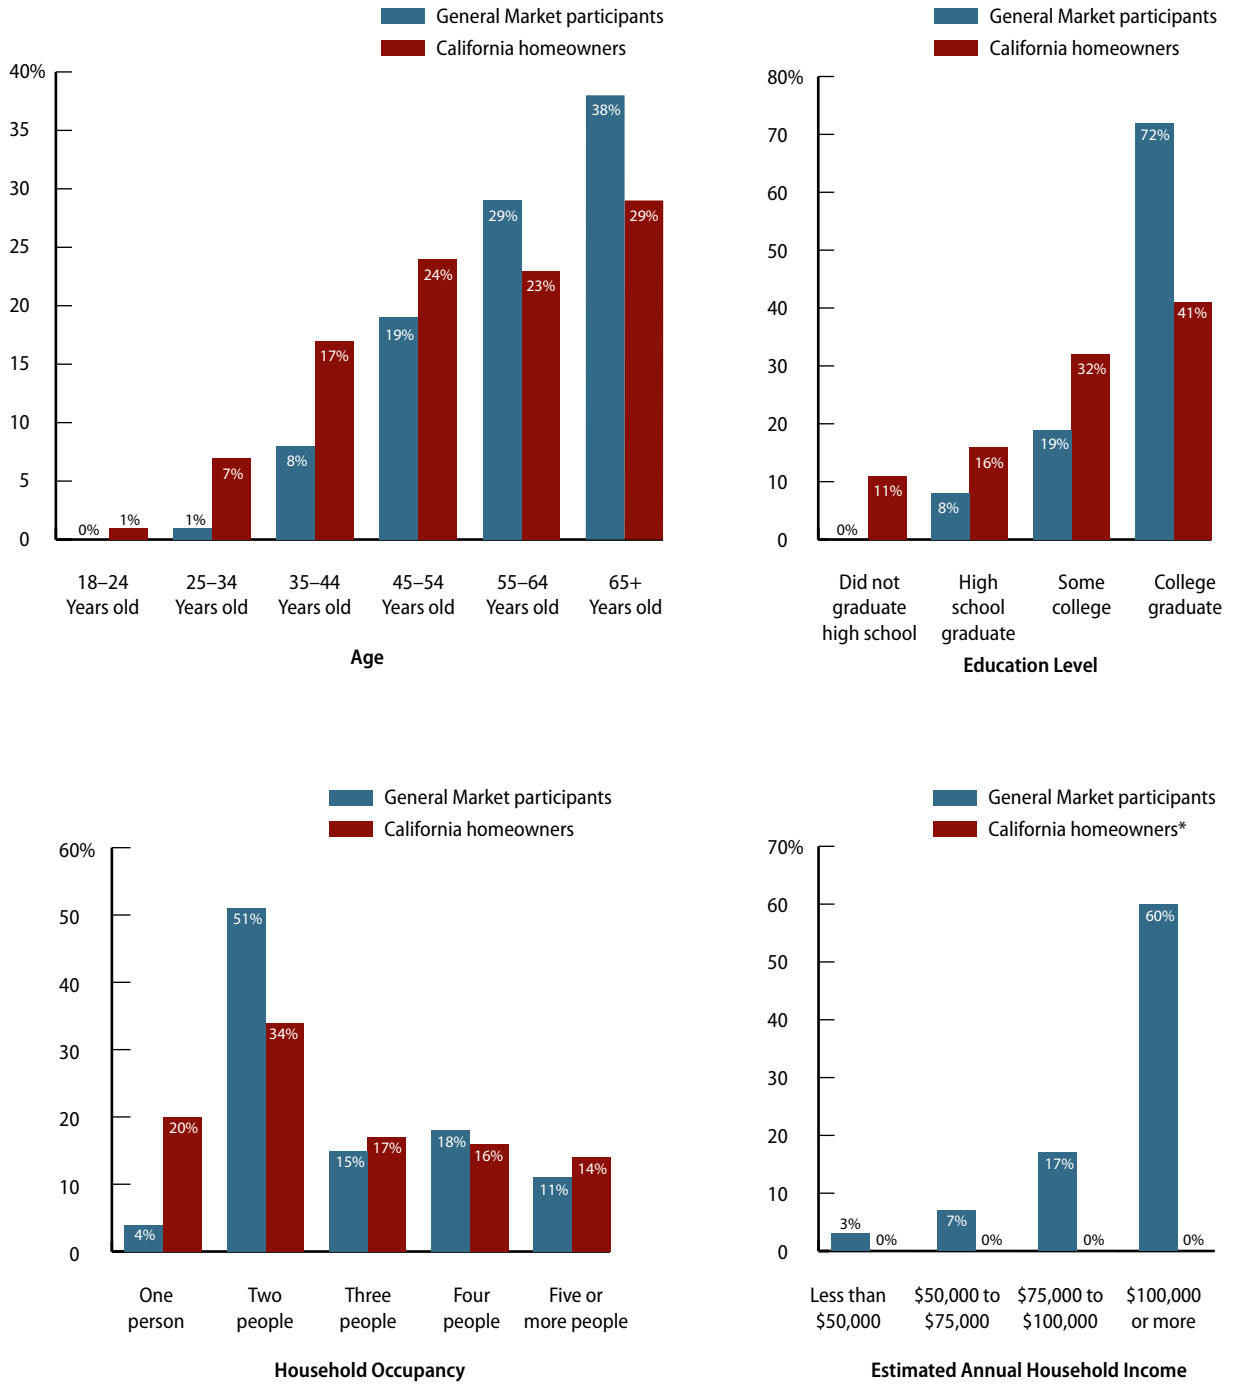 General Market participants
California homeowners
40%
35
30
25
20
15
10
5
0
0%
1%
1%
7%
8%
17%
19%
24%
29%
23%
38%
29%
18–24
Years old
25–34
Years old
35–44
Years old
45–54
Years old
55–64
Years old
65+
Years old
Age
General Market participants
California homeowners
80%
70
60
50
40
30
20
10
0
0%
11%
8%
16%
19%
32%
72%
41%
Did not
graduate
high school
High
school
graduate
Some
college
College
graduate
Education Level
General Market participants
California homeowners
60%
50
40
30
20
10
0
4%
20%
51%
34%
15%
17%
18%
16%
11%
14%
One
person
Two
people
Three
people
Four
people
Five or
more people
Household Occupancy
General Market participants
California homeowners*
70%
60
50
40
30
20
10
0
3%
0%
7%
0%
17%
0%
60%
0%
Less than
$50,000
$50,000 to
$75,000
$75,000 to
$100,000
$100,000
or more
Estimated Annual Household Income